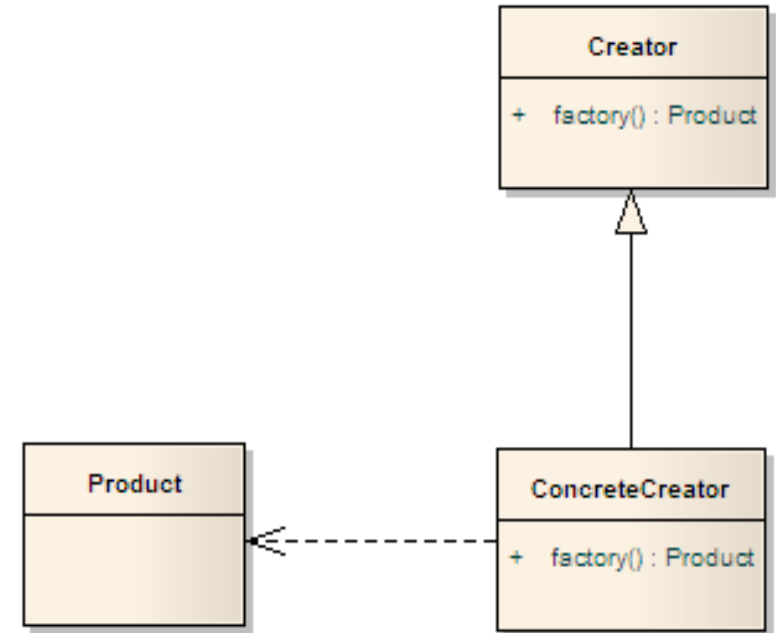 Creator
+ factory() : Product
Product
ConcreteCreator
+ factory() : Product